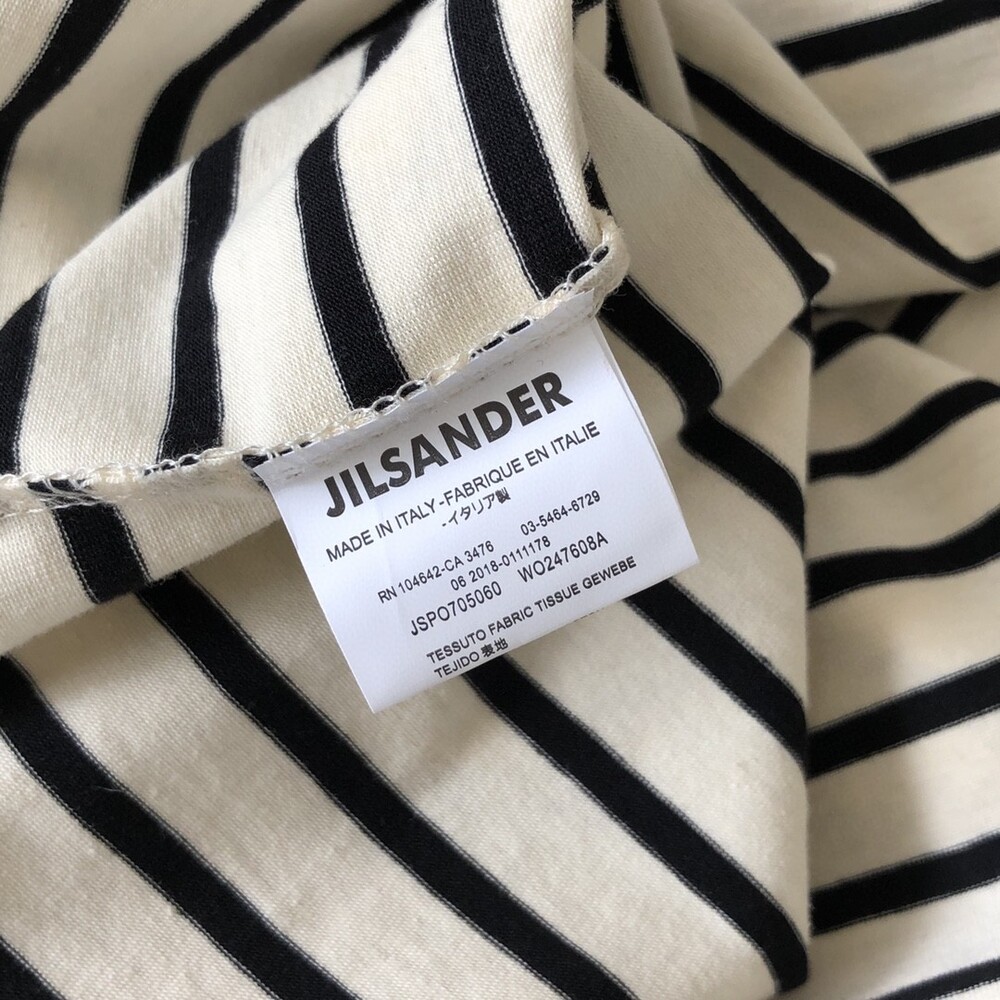 JILSANDER
MADE IN ITALY-FABRIQUE EN ITALIE
-イタリア製
RN 104642-CA 3476 03-5464-6729
06 2018-0111178
JSPO705060 WO247608A
TESSUTO FABRIC TISSUE GEWEBE
TEJIDO 表地